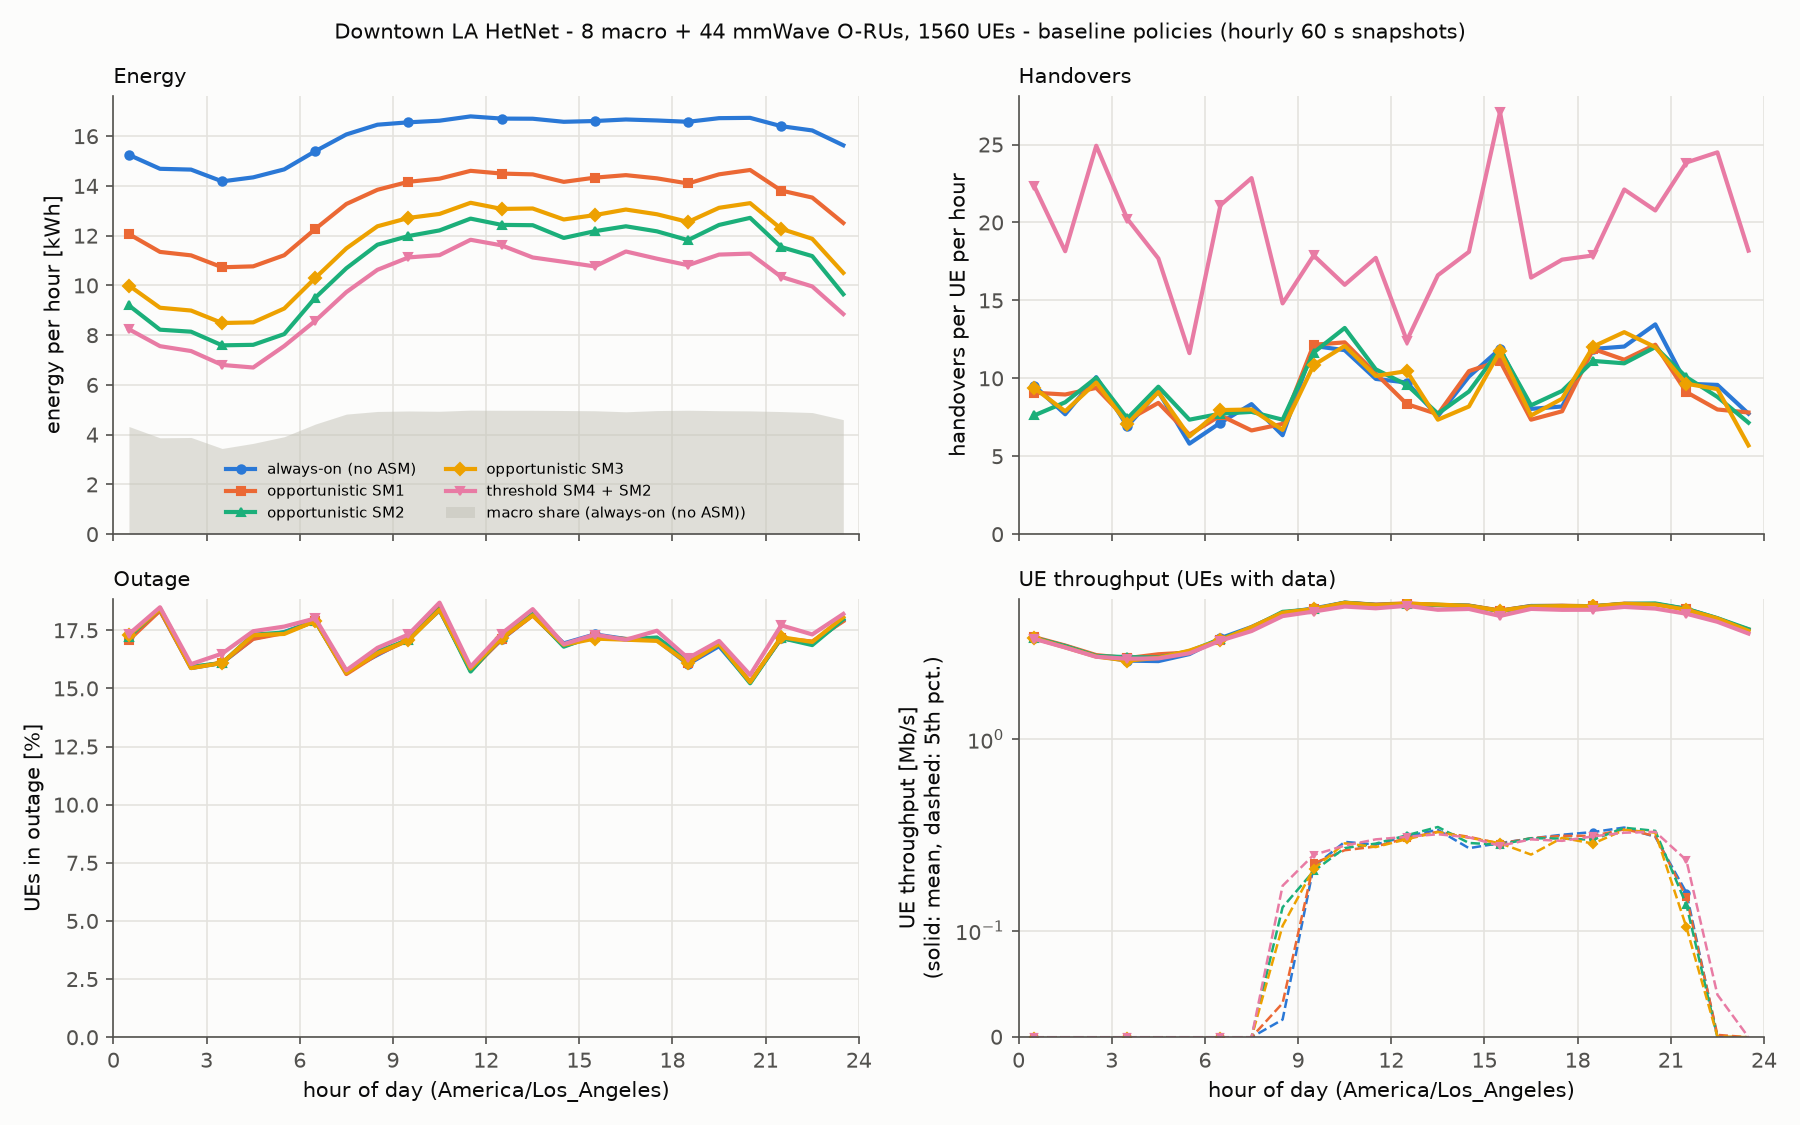 Downtown LA HetNet - 8 macro + 44 mmWave O-RUs, 1560 UEs - baseline policies (hourly 60 s snapshots)
Energy
energy per hour [kWh]
16
14
12
10
8
6
4
2
0
always-on (no ASM)
opportunistic SM1
opportunistic SM2
opportunistic SM3
threshold SM4 + SM2
macro share (always-on (no ASM))
Handovers
handovers per UE per hour
25
20
15
10
5
0
Outage
UEs in outage [%]
17.5
15.0
12.5
10.0
7.5
5.0
2.5
0.0
0 3 6 9 12 15 18 21 24
hour of day (America/Los_Angeles)
UE throughput (UEs with data)
UE throughput [Mb/s]
(solid: mean, dashed: 5th pct.)
10⁰
10⁻¹
0
0 3 6 9 12 15 18 21 24
hour of day (America/Los_Angeles)